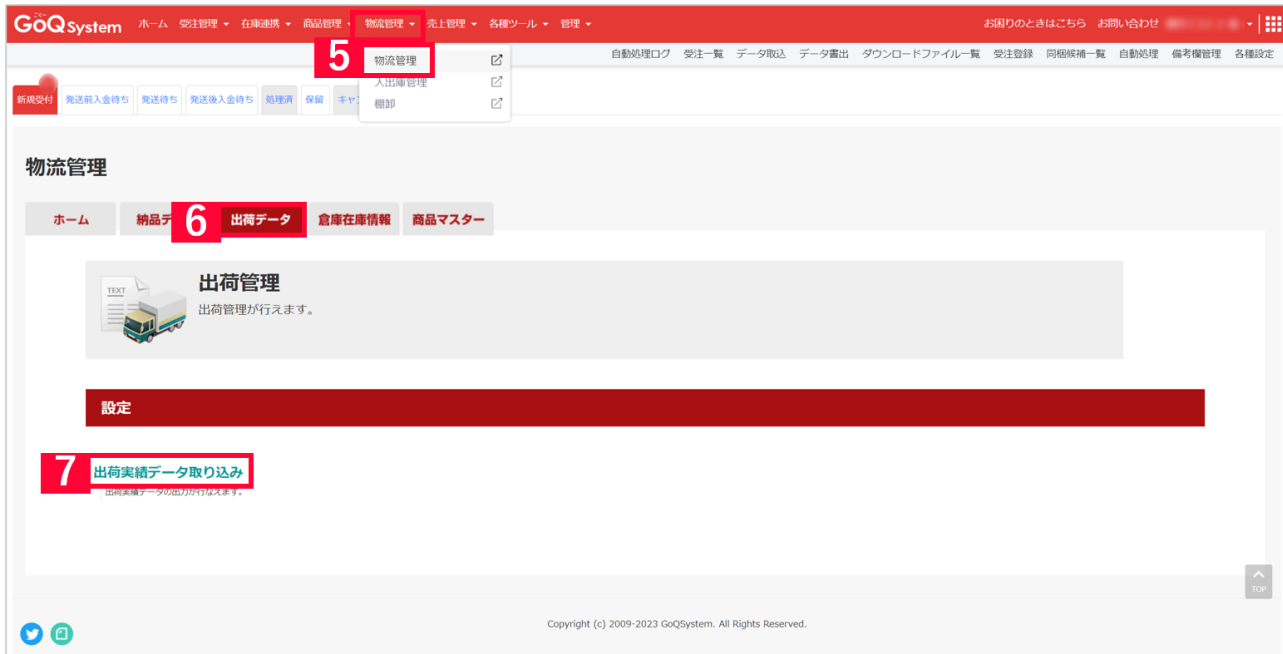 ごくー
GoQSystem ホーム 受注管理 在庫連携 商品管理 物流管理 売上管理 各種ツール 管理 お困りのときはこちら お問い合わせ
5 物流管理
自動処理ログ 受注一覧 データ取込 データ書出 ダウンロードファイル一覧 受注登録 同梱候補一覧 自動処理 備考欄管理 各種設定
入出庫管理
新規受付 発送前入金待ち 発送待ち 発送後入金待ち 処理済 保留 キャン
棚卸
物流管理
ホーム 納品デ 6 出荷データ 倉庫在庫情報 商品マスター
TEXT
出荷管理
出荷管理が行えます。
設定
7 出荷実績データ取り込み
出荷実績データの出力が行なえます。
TOP
Copyright (c) 2009-2023 GoQSystem. All Rights Reserved.